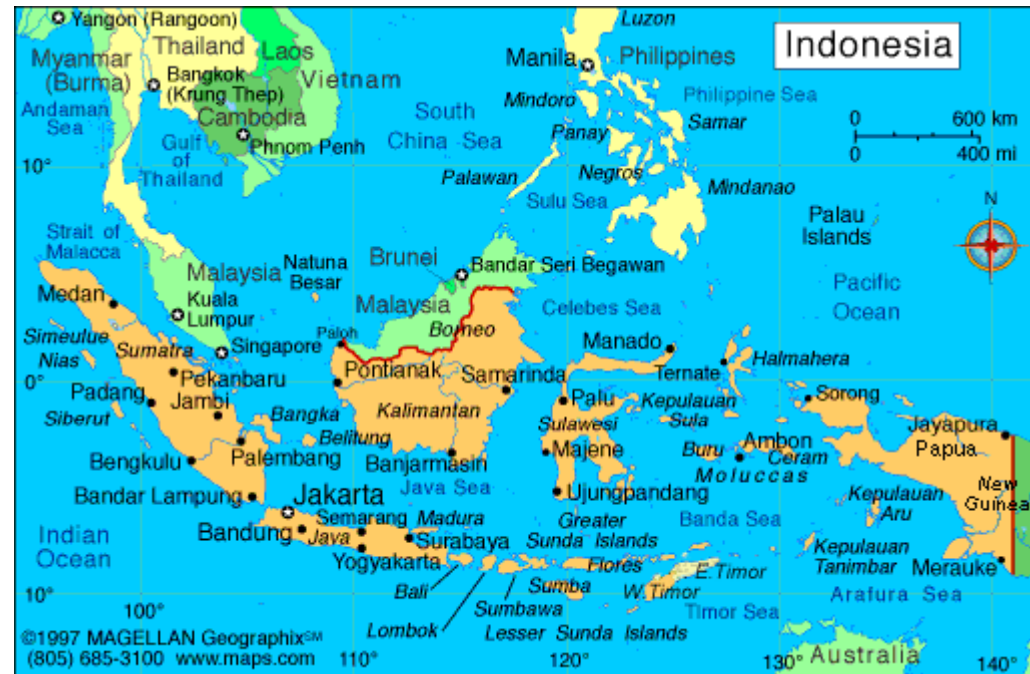 Indonesia
Yangon (Rangoon)
Thailand
Laos
Myanmar
(Burma)
Bangkok
(Krung Thep)
Vietnam
Andaman
Sea
Cambodia
Gulf
of
Thailand
Phnom Penh
South
China Sea
Luzon
Manila
Philippines
Mindoro
Philippine Sea
Panay
Samar
Palawan
Negros
Sulu Sea
Mindanao
0 600 km
0 400 mi
N
10°
Palau
Islands
Strait of
Malacca
Malaysia
Natuna
Besar
Brunei
Bandar Seri Begawan
Pacific
Ocean
Medan
Kuala
Lumpur
Malaysia
Celebes Sea
Borneo
Simeulue
Nias
Sumatra
Singapore
Paloh
Manado
Halmahera
0°
Pekanbaru
Pontianak
Samarinda
Ternate
Padang
Jambi
Siberut
Bangka
Kalimantan
Palu
Kepulauan
Sula
Sorong
Belitung
Sulawesi
Jayapura
Bengkulu
Palembang
Banjarmasin
Majene
Buru
Ambon
Ceram
Papua
Moluccas
Bandar Lampung
Jakarta
Java Sea
Ujungpandang
New
Guinea
Kepulauan
Aru
Indian
Ocean
Bandung
Java
Semarang
Madura
Surabaya
Yogyakarta
Greater
Sunda Islands
Banda Sea
Kepulauan
Tanimbar
Merauke
Bali
Flores
E.Timor
Sumba
W.Timor
Arafura Sea
10°
Lombok
Sumbawa
Lesser Sunda Islands
Timor Sea
100°
110°
120°
130°
140°
Australia
©1997 MAGELLAN Geographix℠
(805) 685-3100 www.maps.com